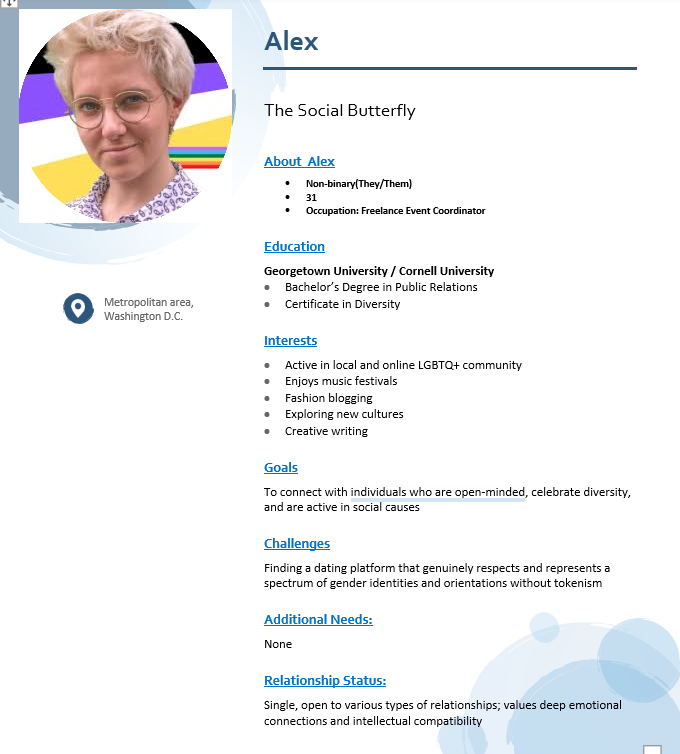 Alex
The Social Butterfly
About  Alex
• Non-binary(They/Them)
• 31
• Occupation: Freelance Event Coordinator
Education
Georgetown University / Cornell University
• Bachelor’s Degree in Public Relations
• Certificate in Diversity
Metropolitan area,
Washington D.C.
Interests
• Active in local and online LGBTQ+ community
• Enjoys music festivals
• Fashion blogging
• Exploring new cultures
• Creative writing
Goals
To connect with individuals who are open-minded, celebrate diversity,
and are active in social causes
Challenges
Finding a dating platform that genuinely respects and represents a
spectrum of gender identities and orientations without tokenism
Additional Needs:
None
Relationship Status:
Single, open to various types of relationships; values deep emotional
connections and intellectual compatibility